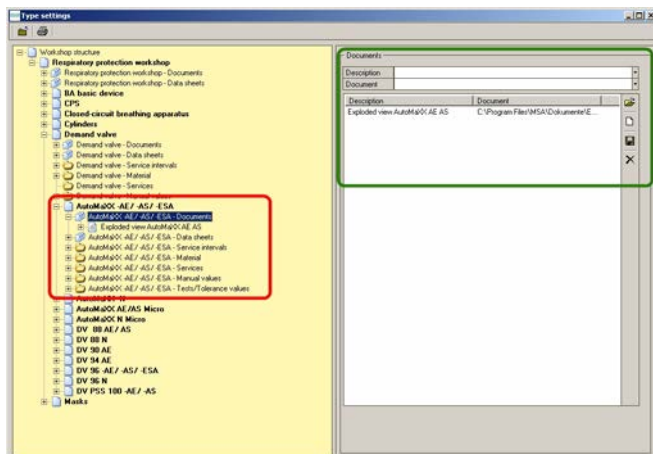 Type settings
Workshop structure
Respiratory protection workshop
Respiratory protection workshop - Documents
Respiratory protection workshop - Data sheets
BA basic device
CPS
Closed-circuit breathing apparatus
Cylinders
Demand valve
Demand valve - Documents
Demand valve - Data sheets
Demand valve - Service intervals
Demand valve - Material
Demand valve - Services
Demand valve - Manual values
AutoMaXX -AE/ -AS/ -ESA
AutoMaXX -AE/ -AS/ -ESA - Documents
Exploded view AutoMaXX AE AS
AutoMaXX -AE/ -AS/ -ESA - Data sheets
AutoMaXX -AE/ -AS/ -ESA - Service intervals
AutoMaXX -AE/ -AS/ -ESA - Material
AutoMaXX -AE/ -AS/ -ESA - Services
AutoMaXX -AE/ -AS/ -ESA - Manual values
AutoMaXX -AE/ -AS/ -ESA - Tests/Tolerance values
AutoMaXX -N
AutoMaXX AE/AS Micro
AutoMaXX N Micro
DV 88 AE/ AS
DV 88 N
DV 90 AE
DV 94 AE
DV 96 -AE/ -AS/ -ESA
DV 96 N
DV PSS 100 -AE/ -AS
Masks
Documents
Description
Document
Description Document
Exploded view AutoMaXX AE AS C:\Program Files\MSA\Dokumente\E...